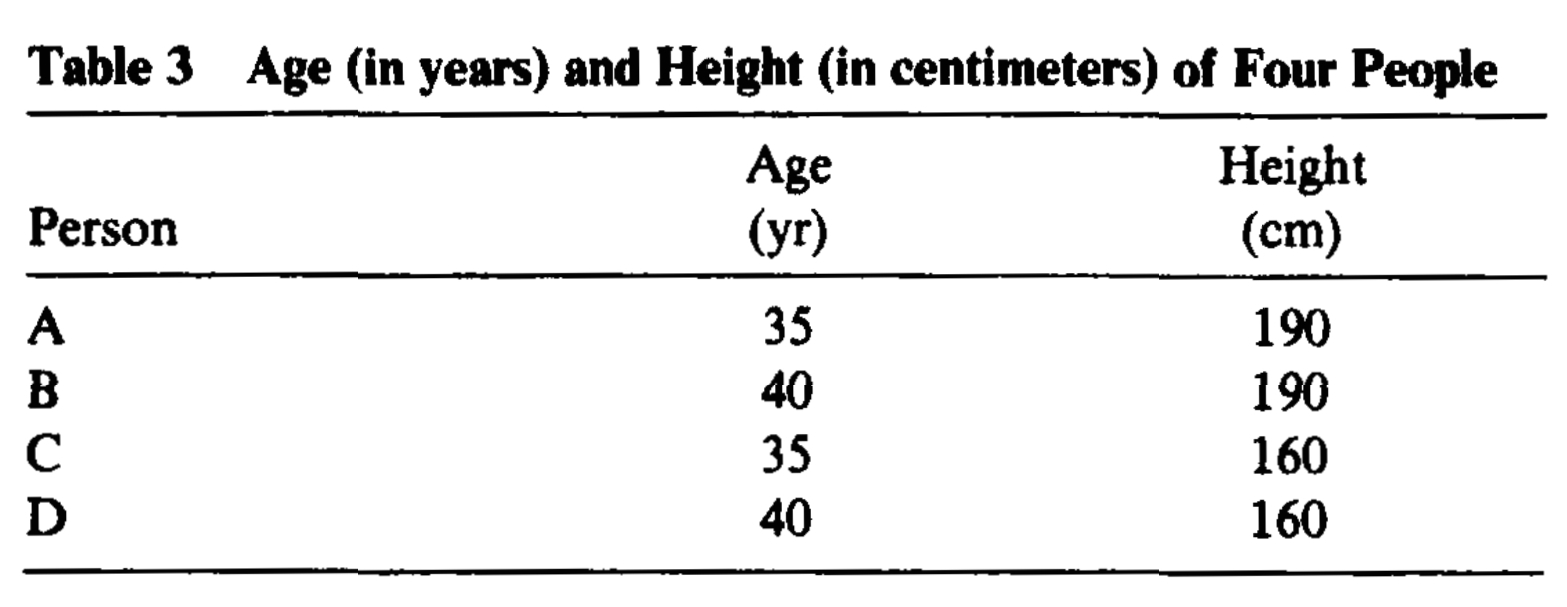 Table 3 Age (in years) and Height (in centimeters) of Four People
Age Height
Person (yr) (cm)
A 35 190
B 40 190
C 35 160
D 40 160